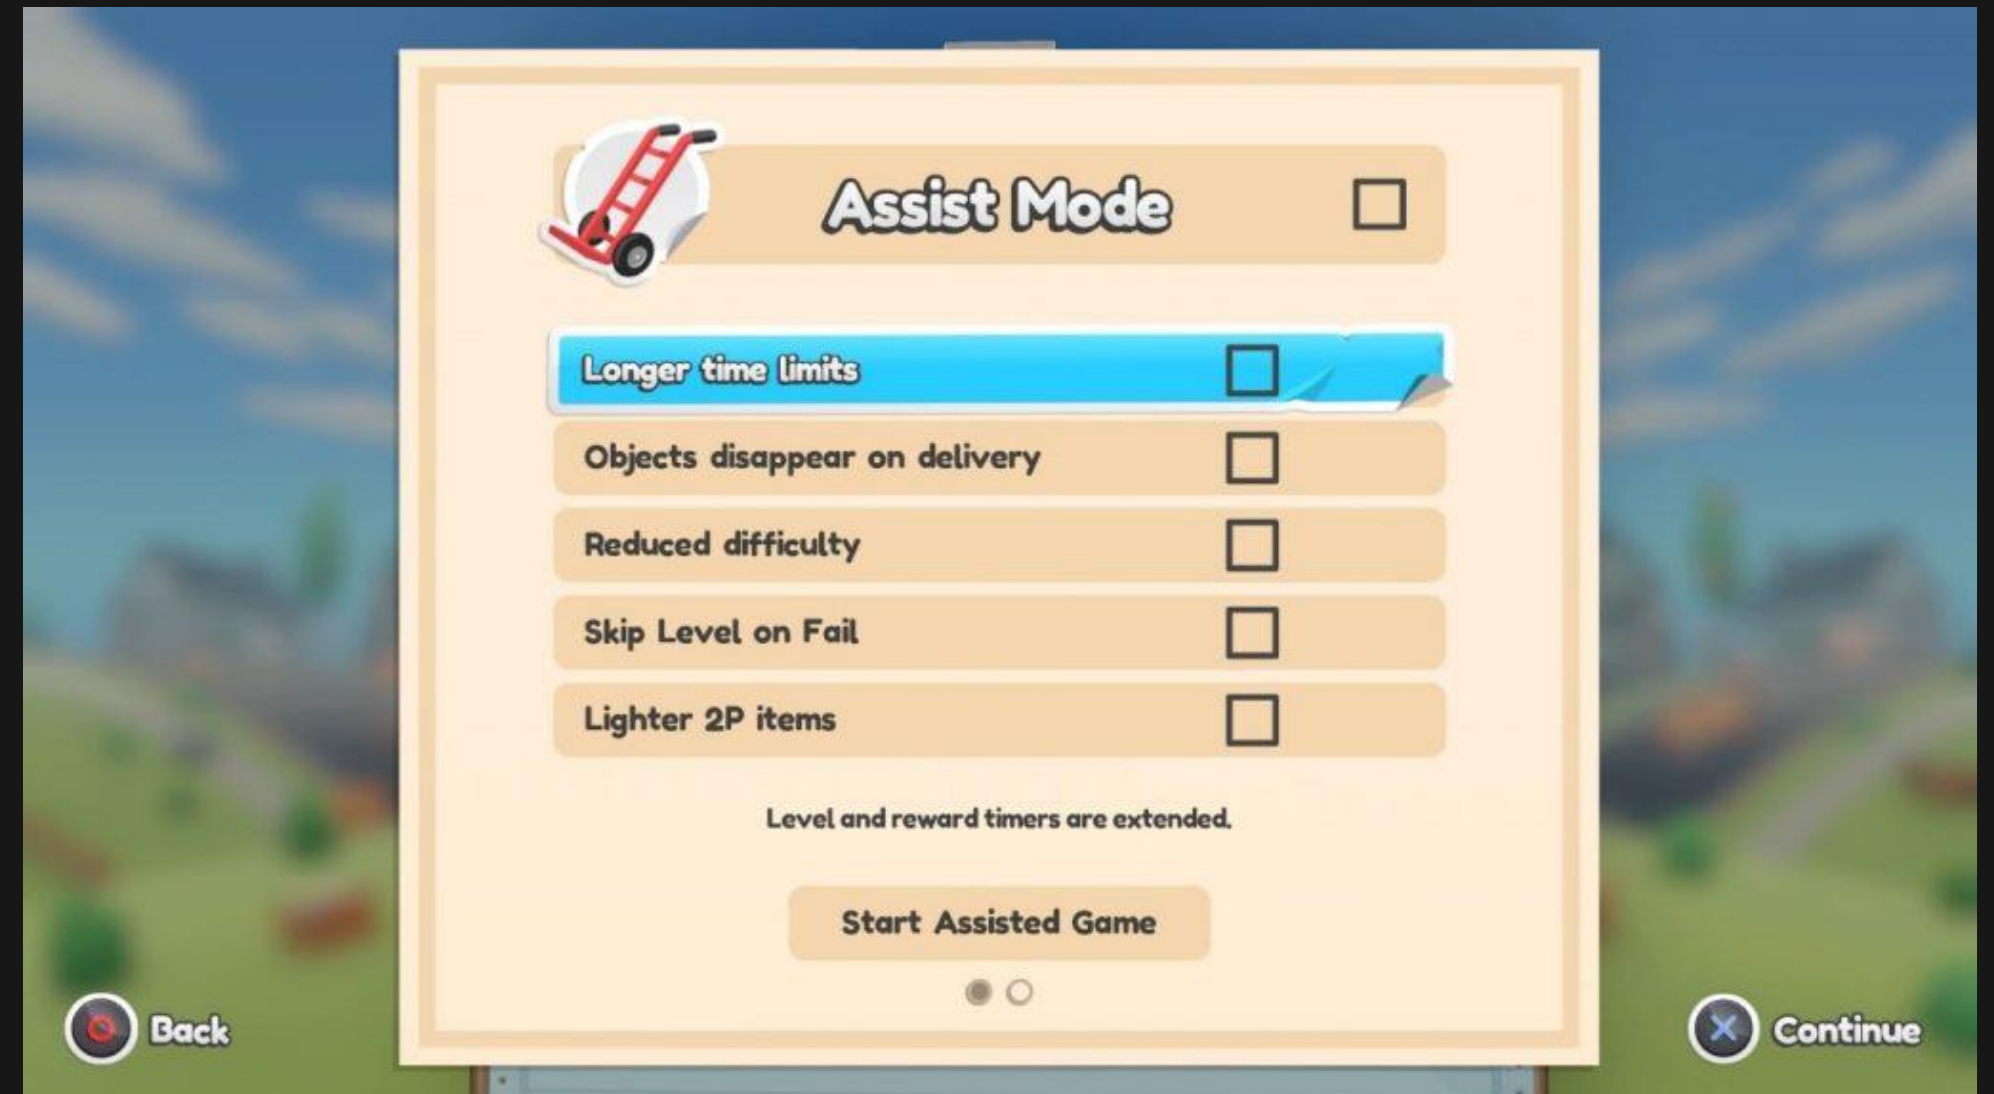 Assist Mode
Longer time limits
Objects disappear on delivery
Reduced difficulty
Skip Level on Fail
Lighter 2P items
Level and reward timers are extended.
Start Assisted Game
Back
Continue